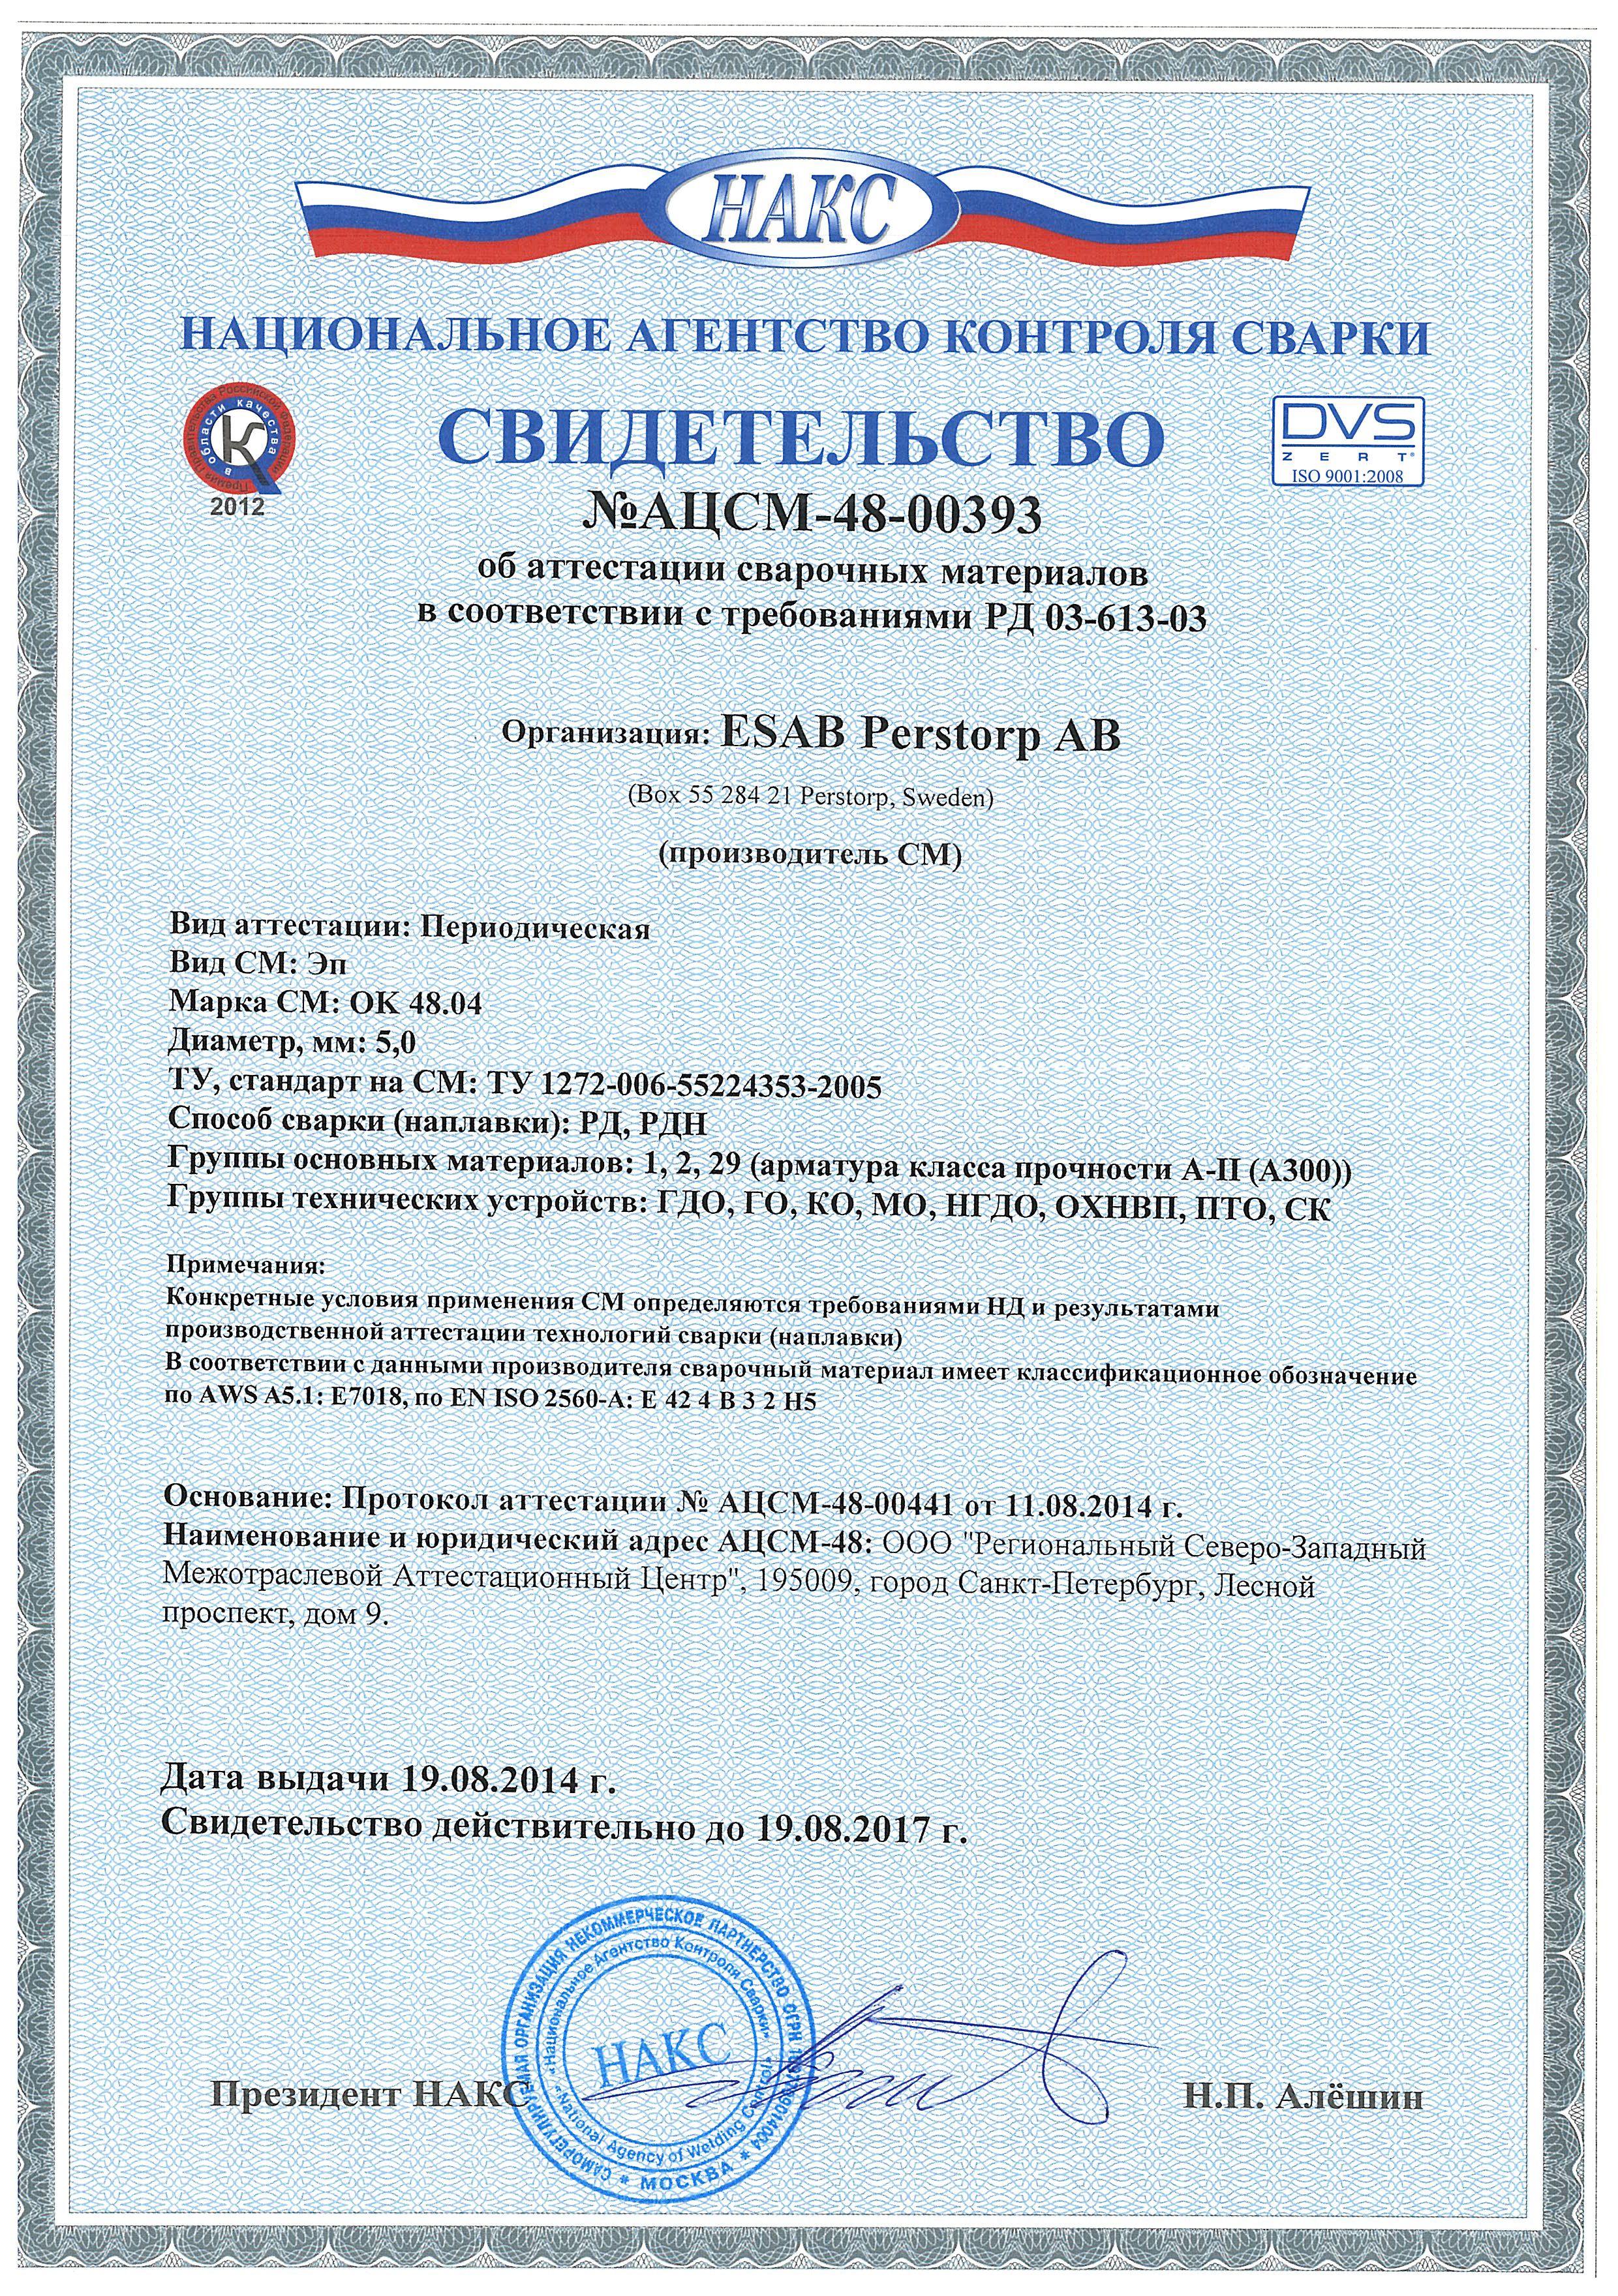 НАКС
НАЦИОНАЛЬНОЕ АГЕНТСТВО КОНТРОЛЯ СВАРКИ
Премия Правительства Российской Федерации
в области качества
2012
DVS
ZERT®
ISO 9001:2008
СВИДЕТЕЛЬСТВО
№АЦСМ-48-00393
об аттестации сварочных материалов
в соответствии с требованиями РД 03-613-03
Организация: ESAB Perstorp AB
(Box 55 284 21 Perstorp, Sweden)
(производитель СМ)
Вид аттестации: Периодическая
Вид СМ: Эп
Марка СМ: OK 48.04
Диаметр, мм: 5,0
ТУ, стандарт на СМ: ТУ 1272-006-55224353-2005
Способ сварки (наплавки): РД, РДН
Группы основных материалов: 1, 2, 29 (арматура класса прочности А-II (А300))
Группы технических устройств: ГДО, ГО, КО, МО, НГДО, ОХНВП, ПТО, СК
Примечания:
Конкретные условия применения СМ определяются требованиями НД и результатами
производственной аттестации технологий сварки (наплавки)
В соответствии с данными производителя сварочный материал имеет классификационное обозначение
по AWS A5.1: E7018, по EN ISO 2560-A: E 42 4 B 3 2 H5
Основание: Протокол аттестации № АЦСМ-48-00441 от 11.08.2014 г.
Наименование и юридический адрес АЦСМ-48: ООО "Региональный Северо-Западный
Межотраслевой Аттестационный Центр", 195009, город Санкт-Петербург, Лесной
проспект, дом 9.
Дата выдачи 19.08.2014 г.
Свидетельство действительно до 19.08.2017 г.
САМОРЕГУЛИРУЕМАЯ ОРГАНИЗАЦИЯ НЕКОММЕРЧЕСКОЕ ПАРТНЕРСТВО ОГРН
«Национальное Агентство Контроля Сварки»
НАКС
«National Agency of Welding Control»
* МОСКВА *
Президент НАКС
Н.П. Алёшин